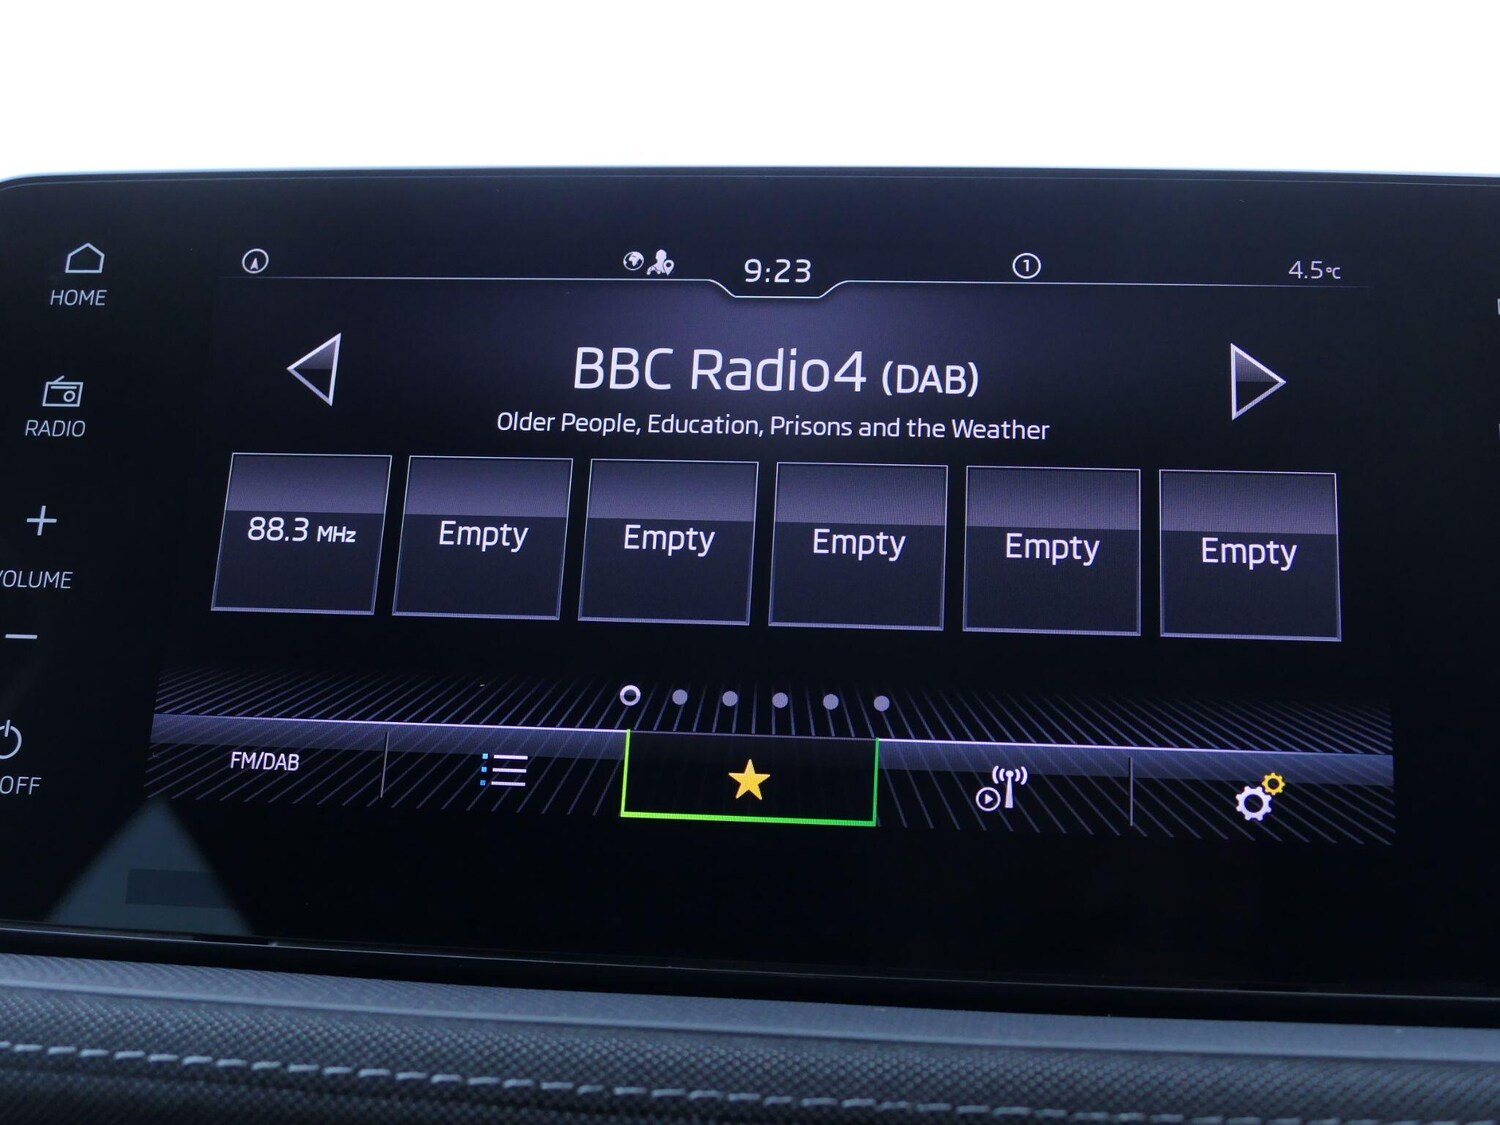 9:23
1
4.5°C
HOME
BBC Radio4 (DAB)
Older People, Education, Prisons and the Weather
RADIO
88.3 MHz
Empty
Empty
Empty
Empty
Empty
VOLUME
FM/DAB
OFF